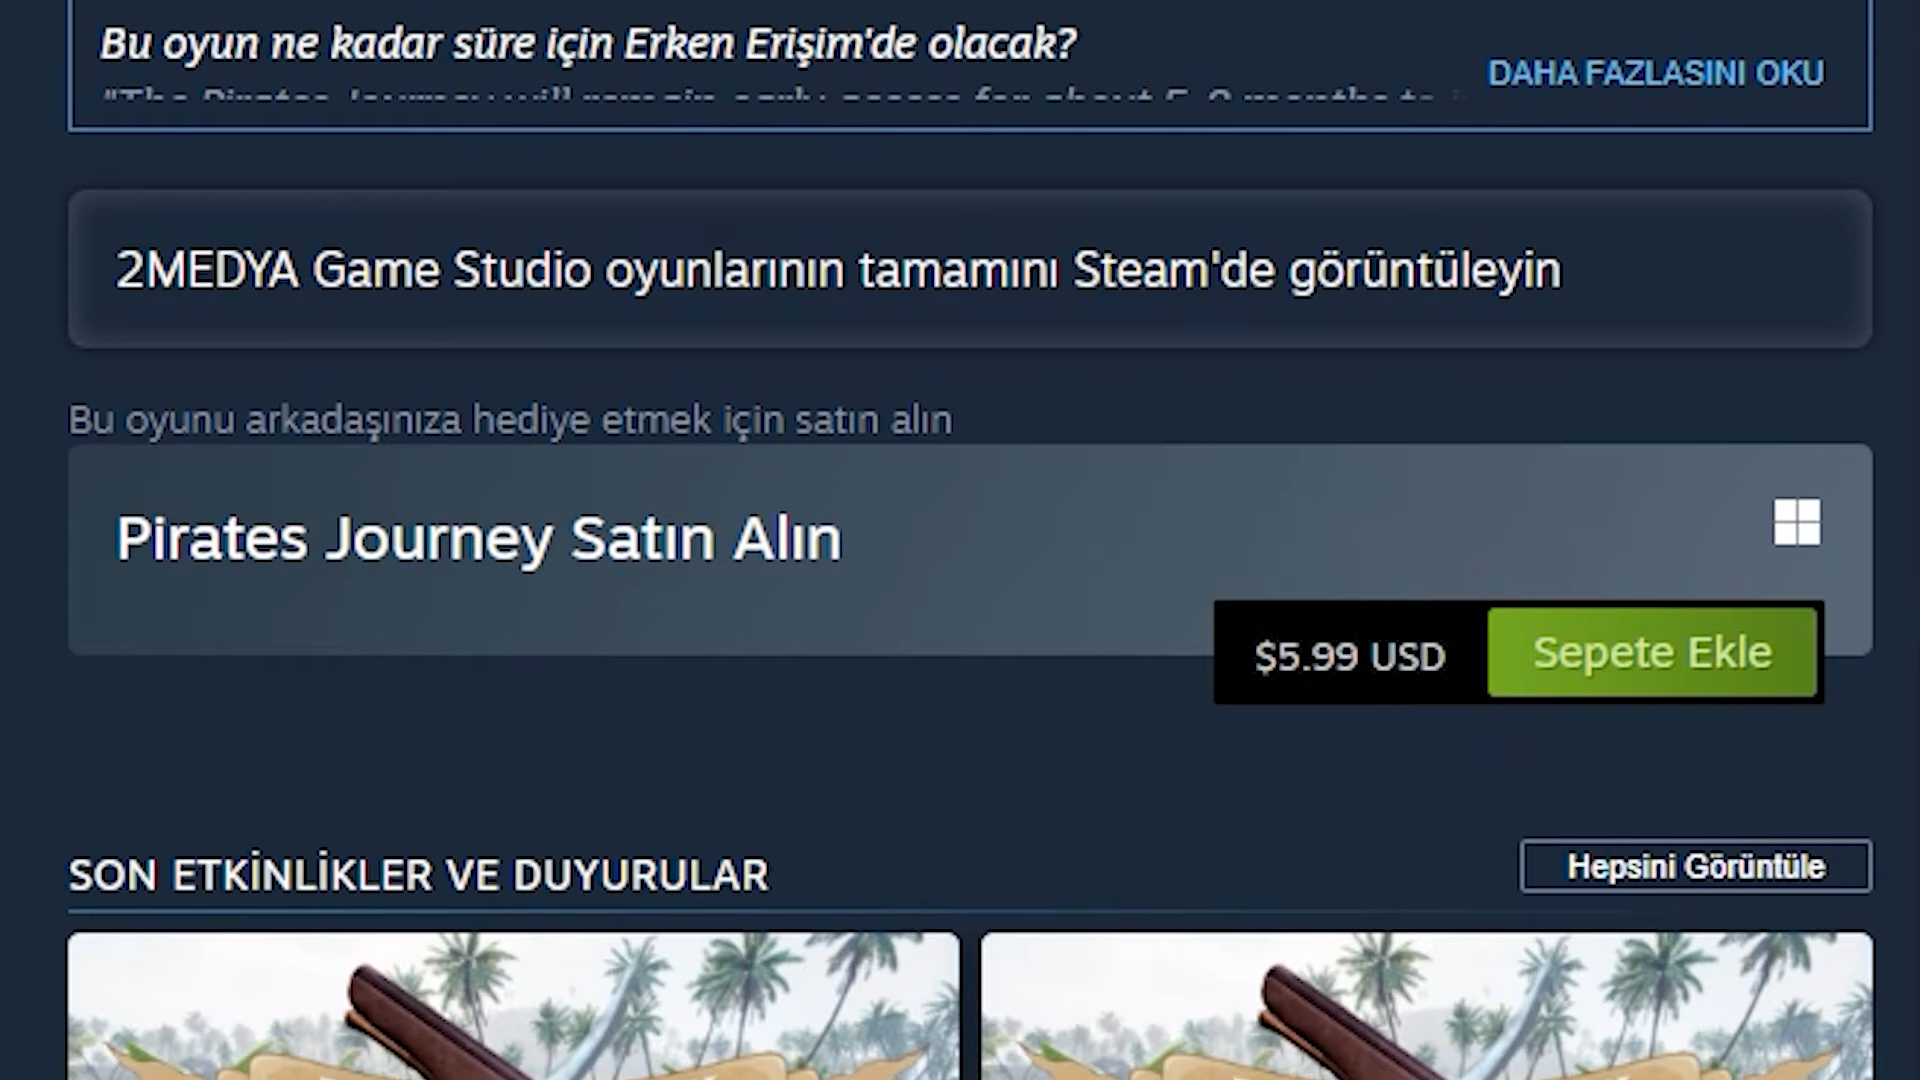 Bu oyun ne kadar süre için Erken Erişim'de olacak?
DAHA FAZLASINI OKU
2MEDYA Game Studio oyunlarının tamamını Steam'de görüntüleyin
Bu oyunu arkadaşınıza hediye etmek için satın alın
Pirates Journey Satın Alın
$5.99 USD
Sepete Ekle
SON ETKİNLİKLER VE DUYURULAR
Hepsini Görüntüle